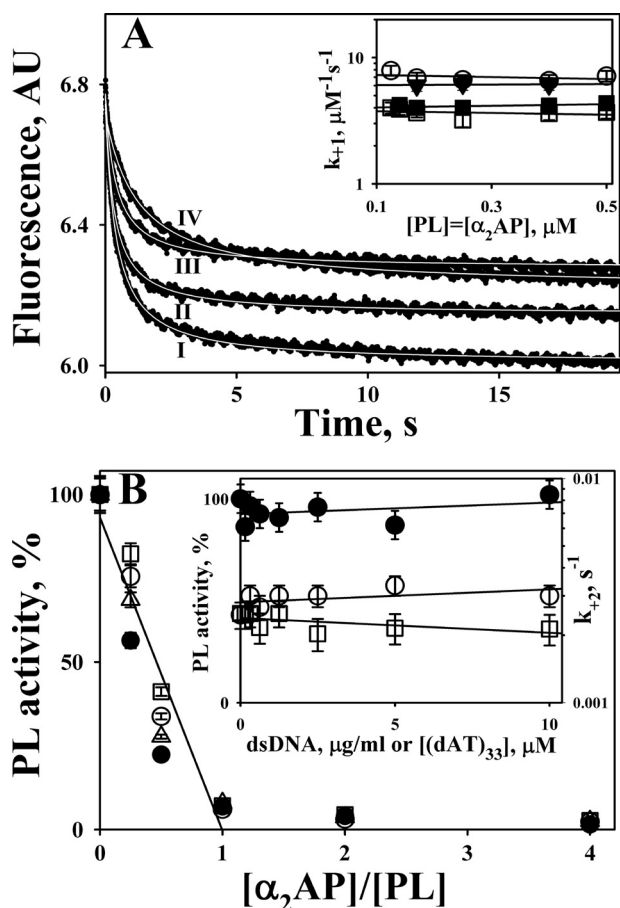 A
Fluorescence, AU
6.8
6.4
6.0
IV
III
II
I
0
5
10
15
Time, s
k+1, μM-1s-1
10
1
0.1
0.3
0.5
[PL]=[α2AP], μM
B
PL activity, %
100
50
0
0
1
2
3
4
[α2AP]/[PL]
PL activity, %
100
0
0.01
0.001
k+2, s-1
0
5
10
dsDNA, μg/ml or [(dAT)33], μM